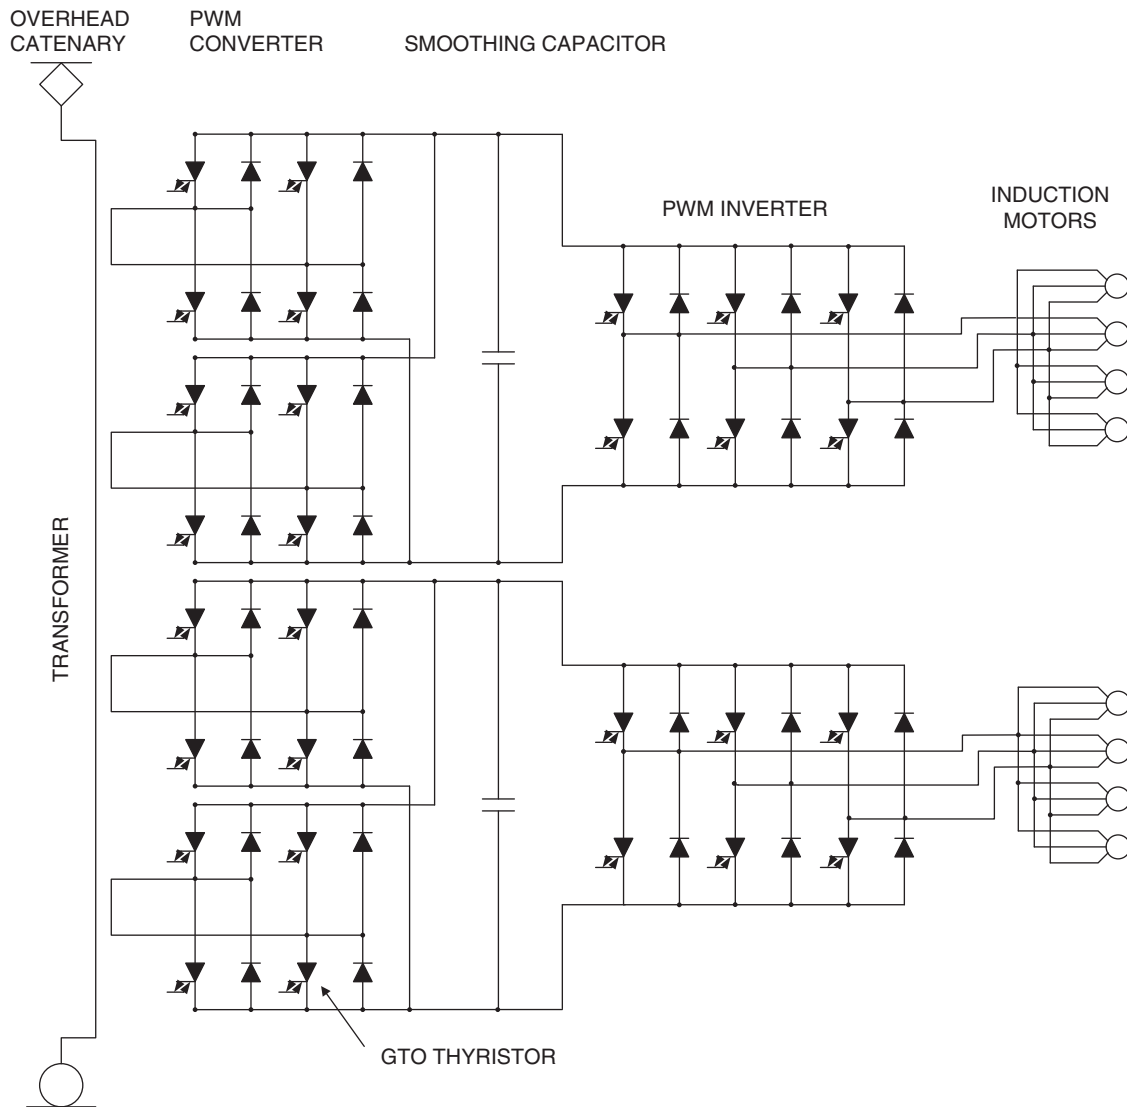 OVERHEAD
CATENARY
PWM
CONVERTER
SMOOTHING CAPACITOR
PWM INVERTER
INDUCTION
MOTORS
TRANSFORMER
GTO THYRISTOR